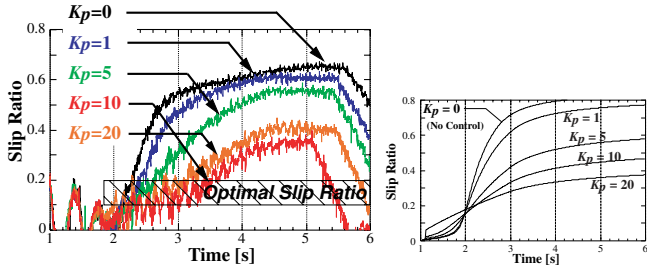 Kp=0
Kp=1
Kp=5
Kp=10
Kp=20
0.8
0.6
0.4
0.2
0
Slip Ratio
Optimal Slip Ratio
1 2 3 4 5 6
Time [s]
0.8
0.6
0.4
0.2
0.0
Slip Ratio
Kp = 0
(No Control)
Kp = 1
Kp = 5
Kp = 10
Kp = 20
1 2 3 4 5 6
Time [s]